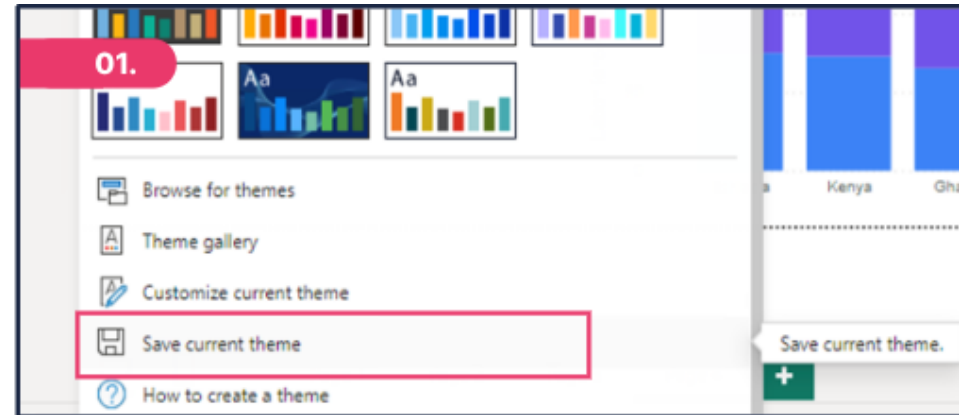 01.
Aa
Aa
Browse for themes
Theme gallery
Customize current theme
Save current theme
How to create a theme
Kenya
Gha
Save current theme.
+